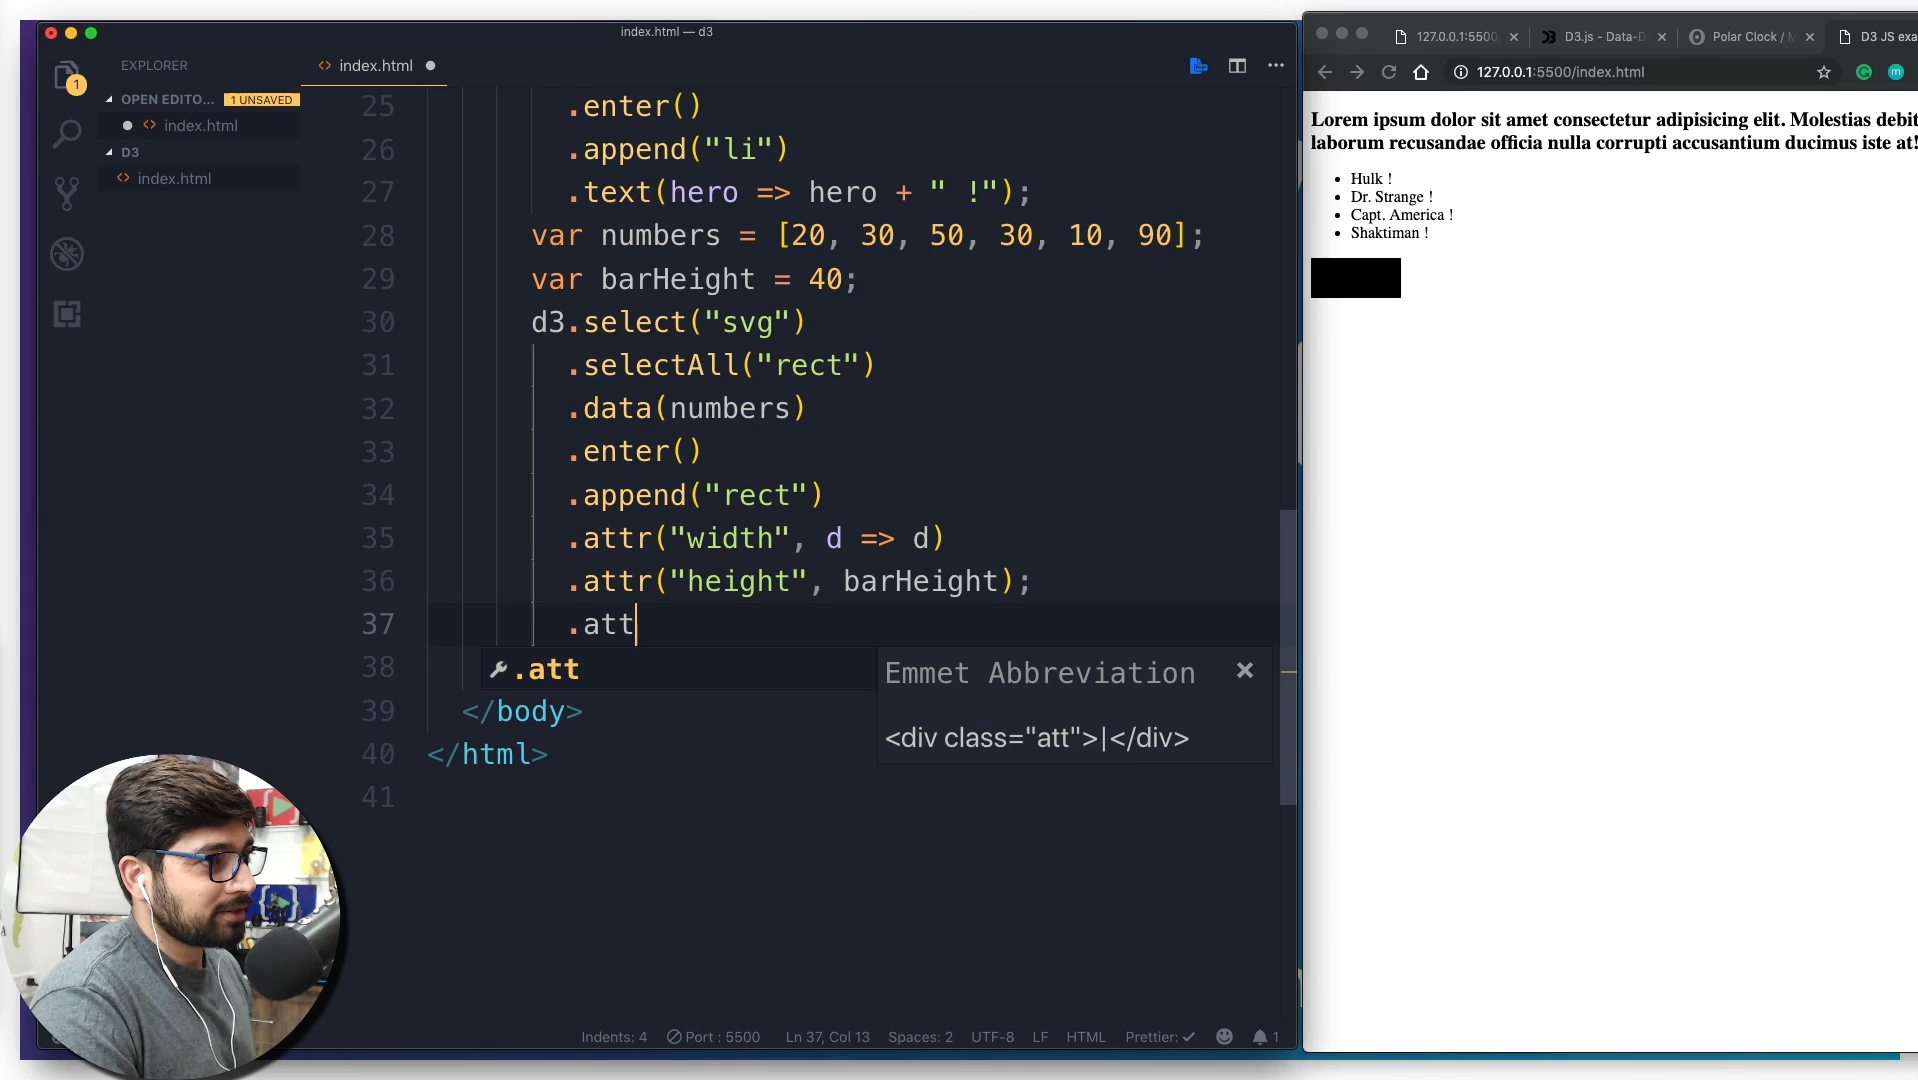 index.html — d3
EXPLORER
OPEN EDITO... 1 UNSAVED
index.html
D3
index.html
1
<> index.html
25 .enter()
26 .append("li")
27 .text(hero => hero + " !");
28 var numbers = [20, 30, 50, 30, 10, 90];
29 var barHeight = 40;
30 d3.select("svg")
31 .selectAll("rect")
32 .data(numbers)
33 .enter()
34 .append("rect")
35 .attr("width", d => d)
36 .attr("height", barHeight);
37 .att
38 .att
Emmet Abbreviation
<div class="att">|</div>
39 </body>
40 </html>
41
Indents: 4 Port : 5500 Ln 37, Col 13 Spaces: 2 UTF-8 LF HTML Prettier: ✓ 1
127.0.0.1:5500/ D3.js - Data-D Polar Clock / M D3 JS exa
127.0.0.1:5500/index.html
Lorem ipsum dolor sit amet consectetur adipisicing elit. Molestias debit
laborum recusandae officia nulla corrupti accusantium ducimus iste at!
• Hulk !
• Dr. Strange !
• Capt. America !
• Shaktiman !